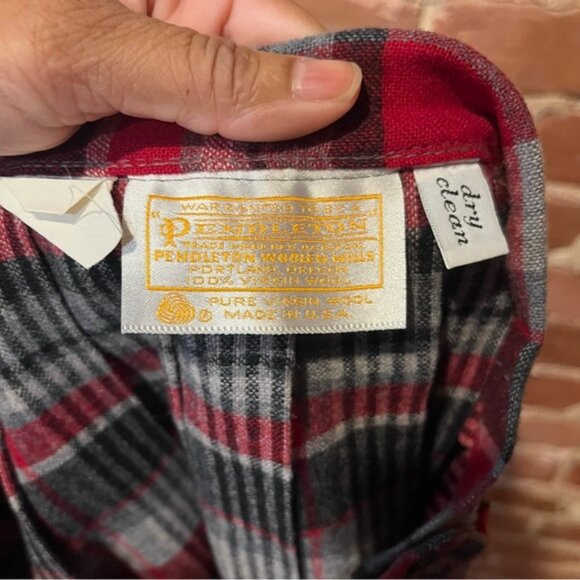 "PENDLETON"
PENDLETON WOOLEN MILLS
PORTLAND, OREGON
100% VIRGIN WOOL
PURE VIRGIN WOOL
MADE IN U.S.A.
dry
clean